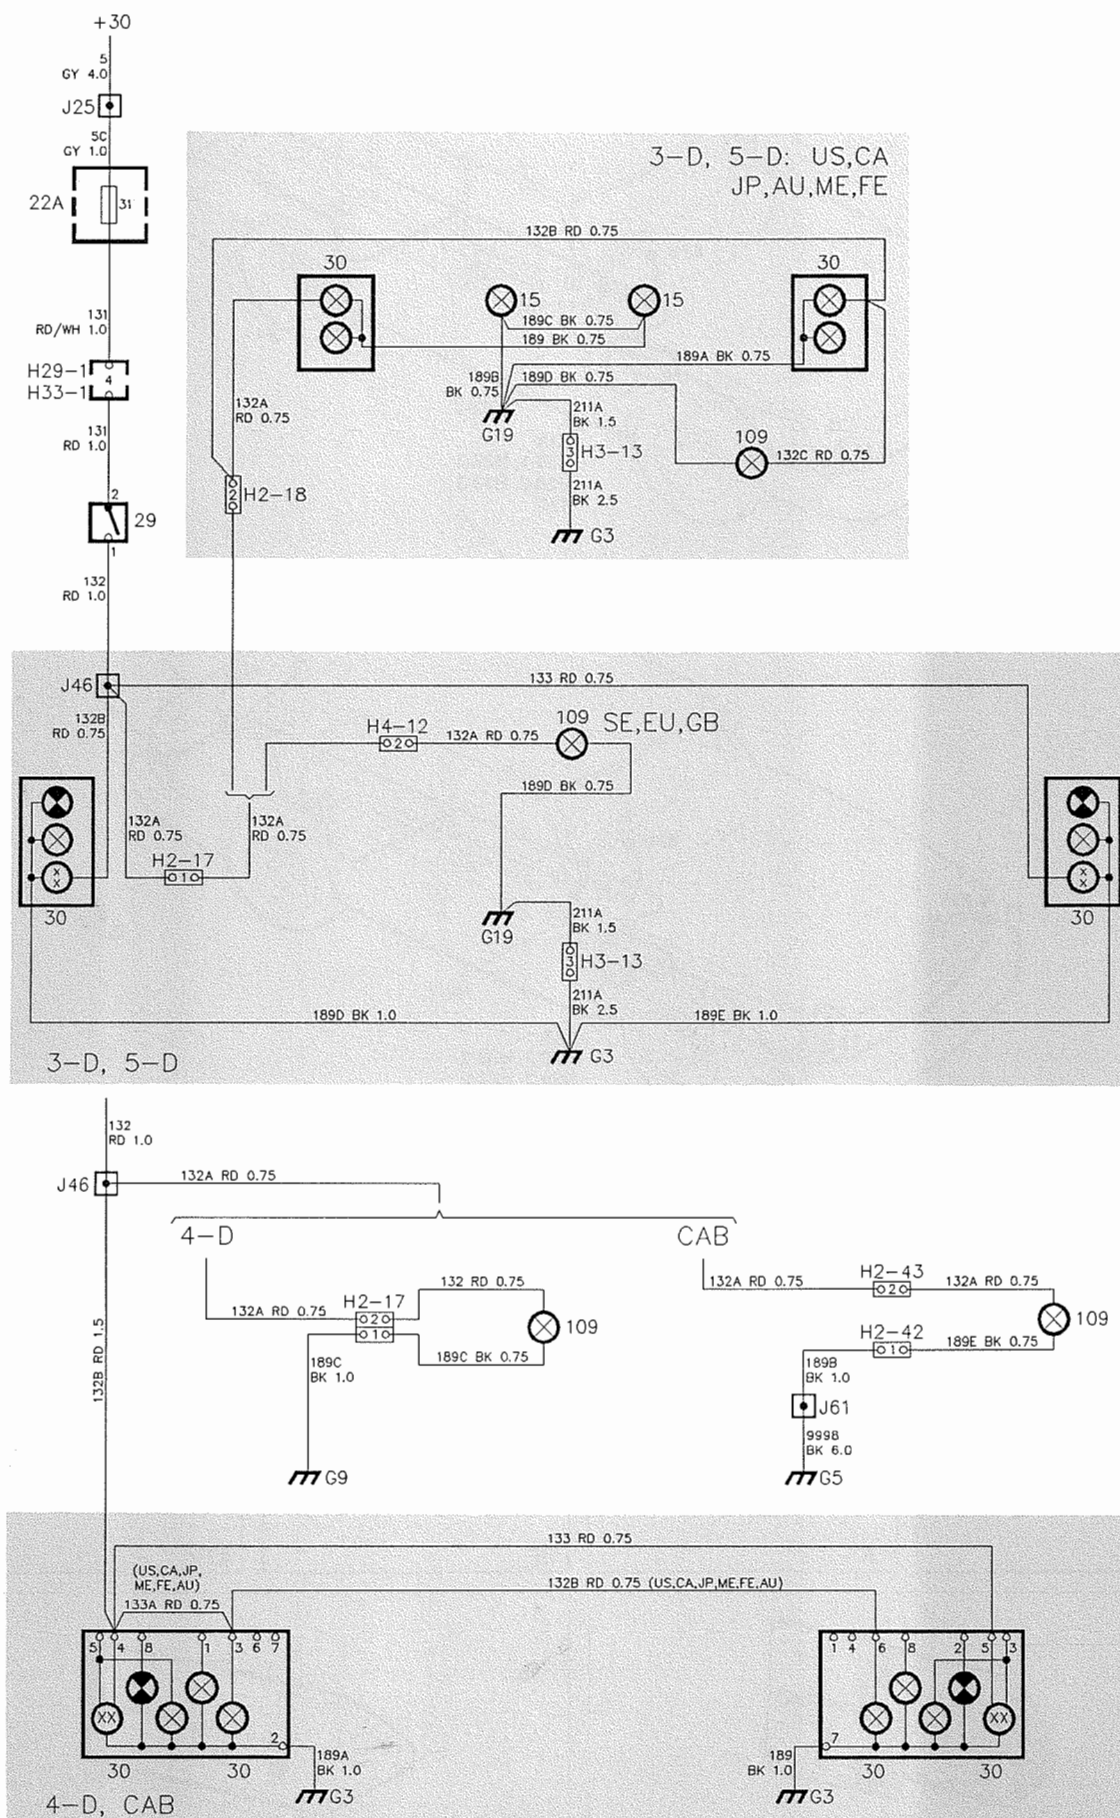 +30
5
GY 4.0
J25
5C
GY 1.0
22A
31
131
RD/WH 1.0
H29-1
4
H33-1
131
RD 1.0
2
29
1
132
RD 1.0
3-D, 5-D: US,CA
JP,AU,ME,FE
132B RD 0.75
30
15
15
30
189C BK 0.75
189 BK 0.75
189A BK 0.75
189B
BK 0.75
189D BK 0.75
132A
RD 0.75
211A
BK 1.5
G19
3
H3-13
109
132C RD 0.75
211A
BK 2.5
2
H2-18
G3
J46
133 RD 0.75
132B
RD 0.75
H4-12
2
132A RD 0.75
109
SE,EU,GB
189D BK 0.75
132A
RD 0.75
132A
RD 0.75
H2-17
1
X
X
X
X
30
30
G19
211A
BK 1.5
3
H3-13
211A
BK 2.5
189D BK 1.0
189E BK 1.0
G3
3-D, 5-D
132
RD 1.0
J46
132A RD 0.75
4-D
CAB
132A RD 0.75
H2-17
2
1
132 RD 0.75
109
189C BK 0.75
189C
BK 1.0
G9
132A RD 0.75
H2-43
2
132A RD 0.75
109
H2-42
1
189E BK 0.75
189B
BK 1.0
J61
999B
BK 6.0
G5
132B RD 1.5
133 RD 0.75
(US,CA,JP,
ME,FE,AU)
133A RD 0.75
132B RD 0.75 (US,CA,JP,ME,FE,AU)
5 4 8 1 3 6 7
XX
2
30
30
189A
BK 1.0
G3
1 4 6 8 2 5 3
XX
7
30
30
189
BK 1.0
G3
4-D, CAB